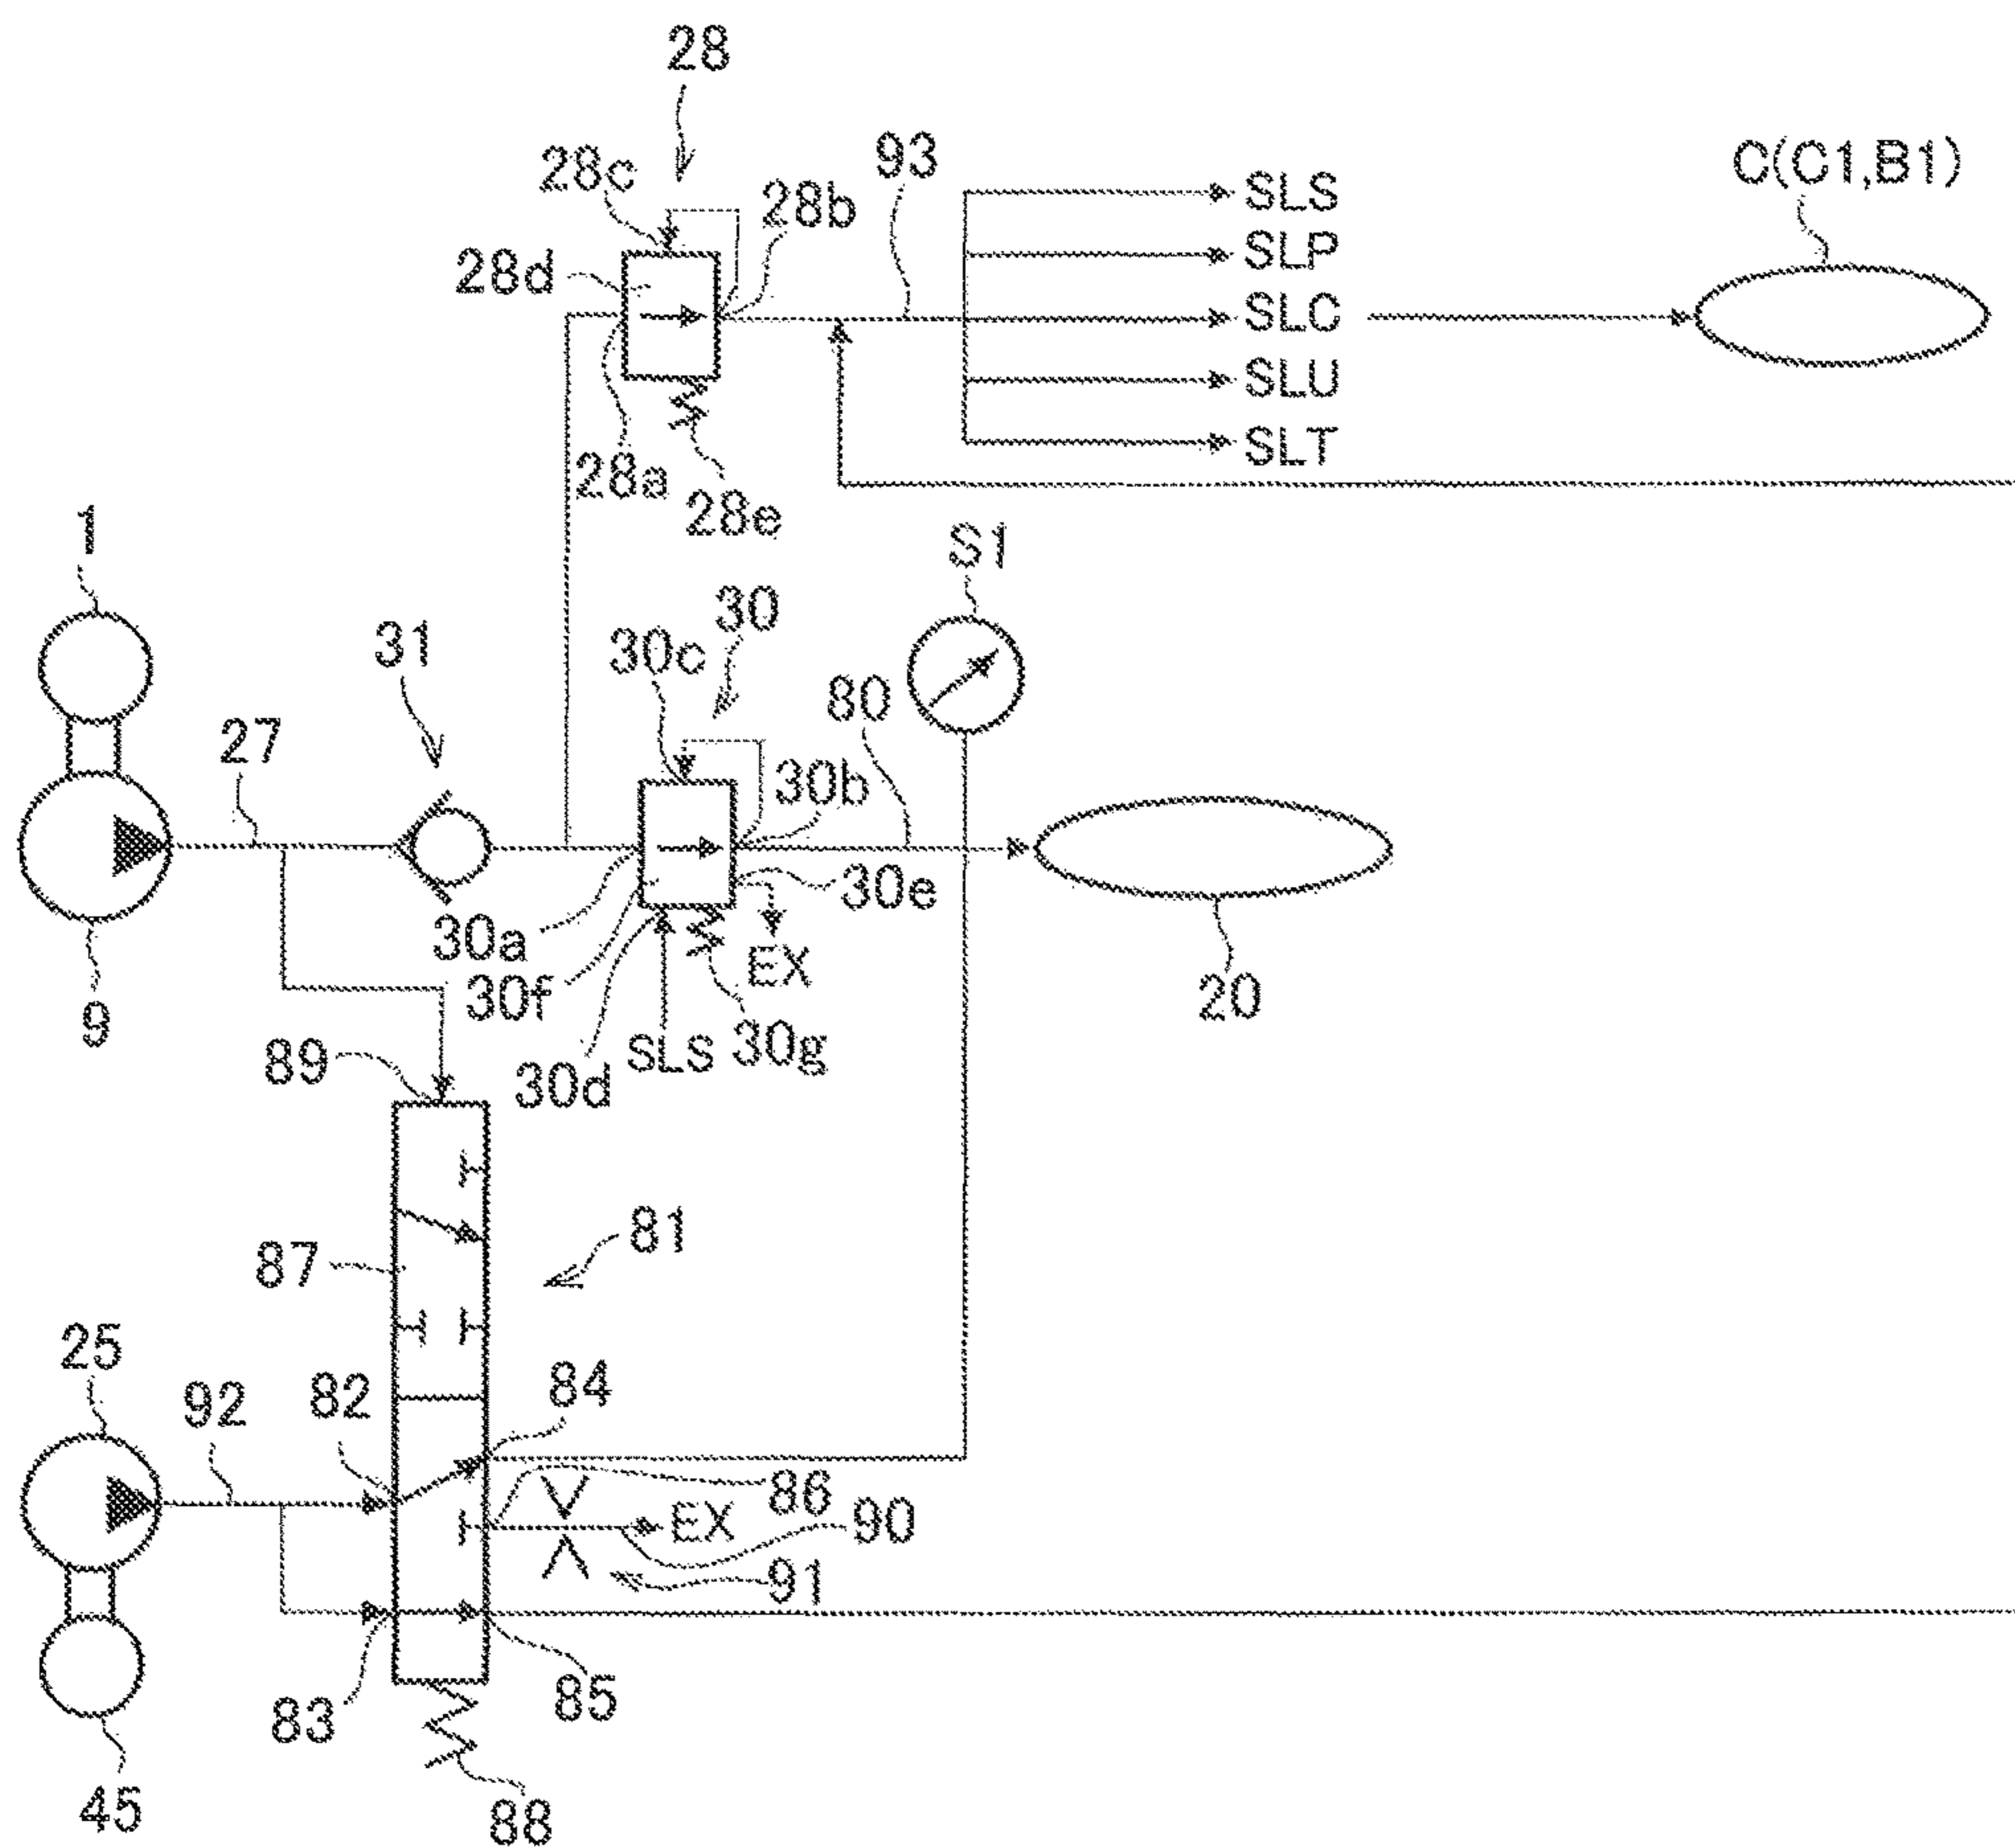 28
28c
93
C(C1,B1)
28b
SLS
28d
SLP
SLC
SLU
28a
SLT
28e
1
S1
31
30c
30
27
80
30b
30e
30a
EX
30f
20
9
SLS
30g
89
30d
81
87
25
92
82
84
86
EX
90
91
83
85
45
88